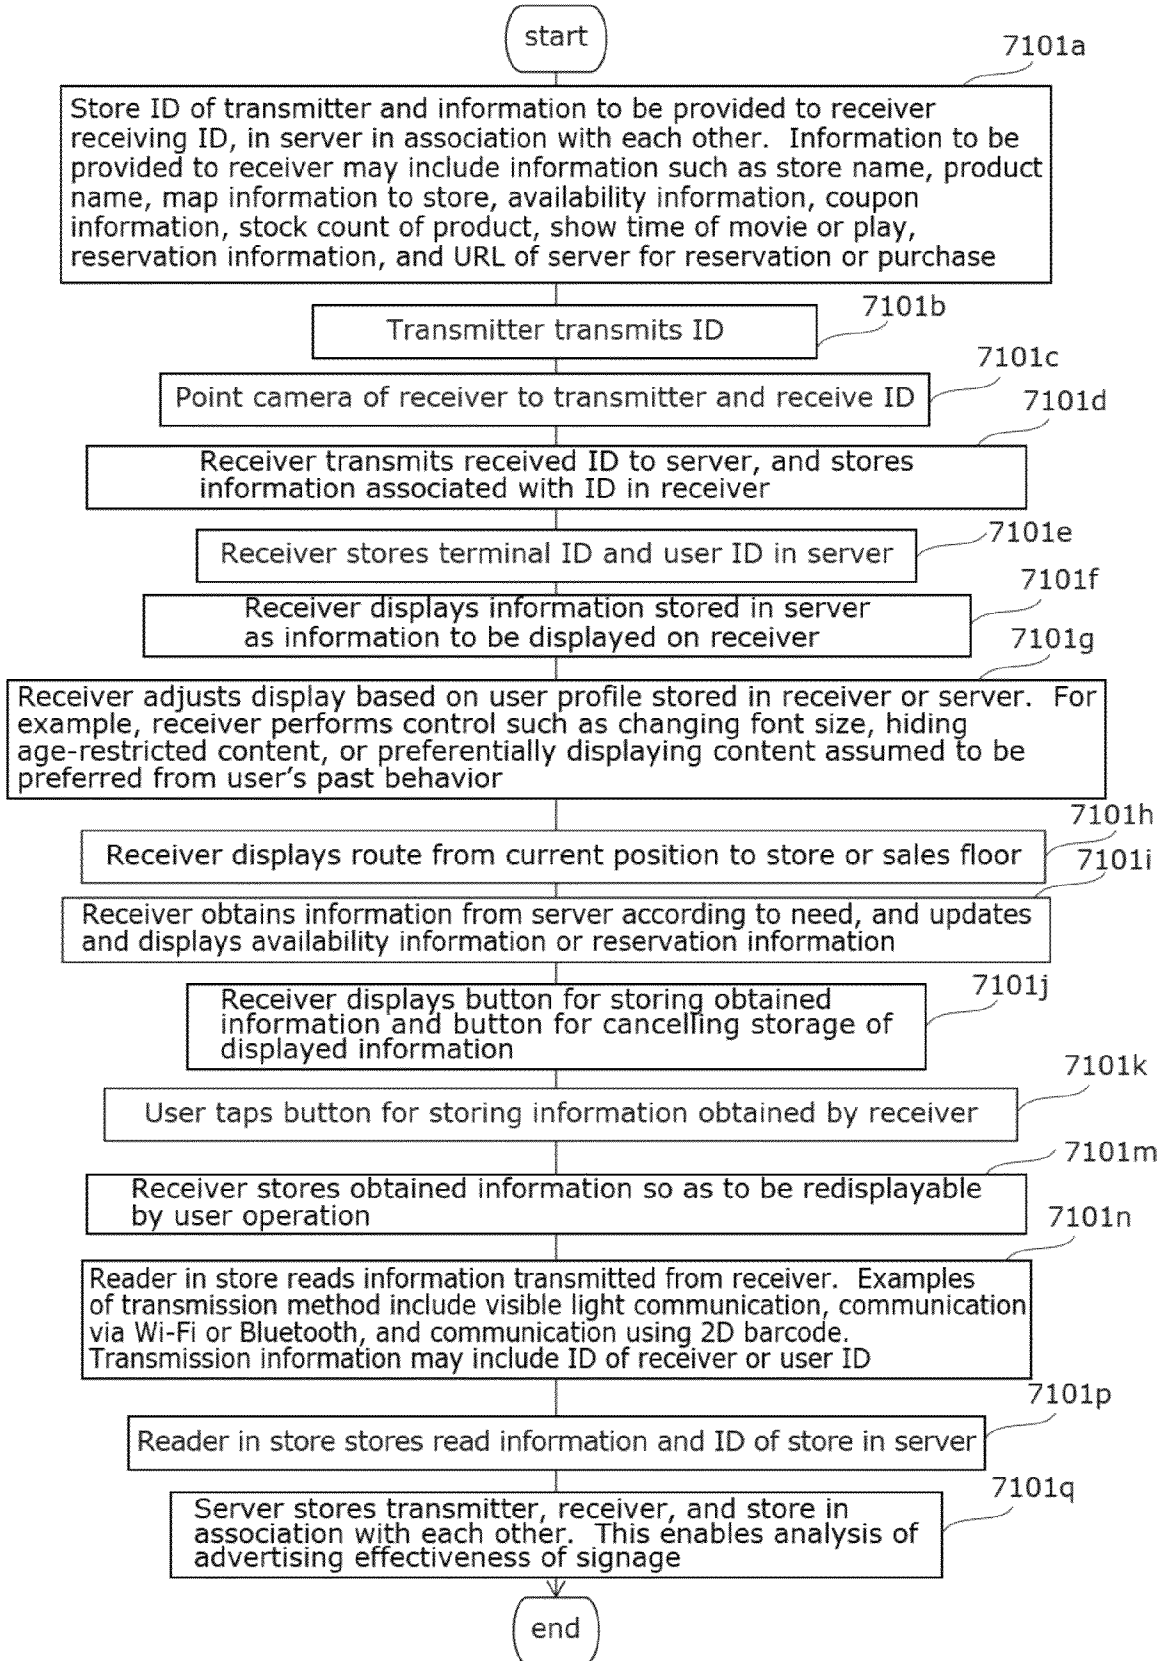 start
7101a
Store ID of transmitter and information to be provided to receiver
receiving ID, in server in association with each other.  Information to be
provided to receiver may include information such as store name, product
name, map information to store, availability information, coupon
information, stock count of product, show time of movie or play,
reservation information, and URL of server for reservation or purchase
7101b
Transmitter transmits ID
7101c
Point camera of receiver to transmitter and receive ID
7101d
Receiver transmits received ID to server, and stores
information associated with ID in receiver
7101e
Receiver stores terminal ID and user ID in server
7101f
Receiver displays information stored in server
as information to be displayed on receiver
7101g
Receiver adjusts display based on user profile stored in receiver or server.  For
example, receiver performs control such as changing font size, hiding
age-restricted content, or preferentially displaying content assumed to be
preferred from user's past behavior
7101h
Receiver displays route from current position to store or sales floor
7101i
Receiver obtains information from server according to need, and updates
and displays availability information or reservation information
7101j
Receiver displays button for storing obtained
information and button for cancelling storage of
displayed information
7101k
User taps button for storing information obtained by receiver
7101m
Receiver stores obtained information so as to be redisplayable
by user operation
7101n
Reader in store reads information transmitted from receiver.  Examples
of transmission method include visible light communication, communication
via Wi-Fi or Bluetooth, and communication using 2D barcode.
Transmission information may include ID of receiver or user ID
7101p
Reader in store stores read information and ID of store in server
7101q
Server stores transmitter, receiver, and store in
association with each other.  This enables analysis of
advertising effectiveness of signage
end